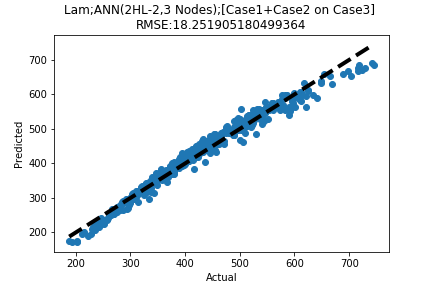 Lam;ANN(2HL-2,3 Nodes);[Case1+Case2 on Case3]
RMSE:18.251905180499364
700
600
500
400
300
200
Predicted
200 300 400 500 600 700
Actual